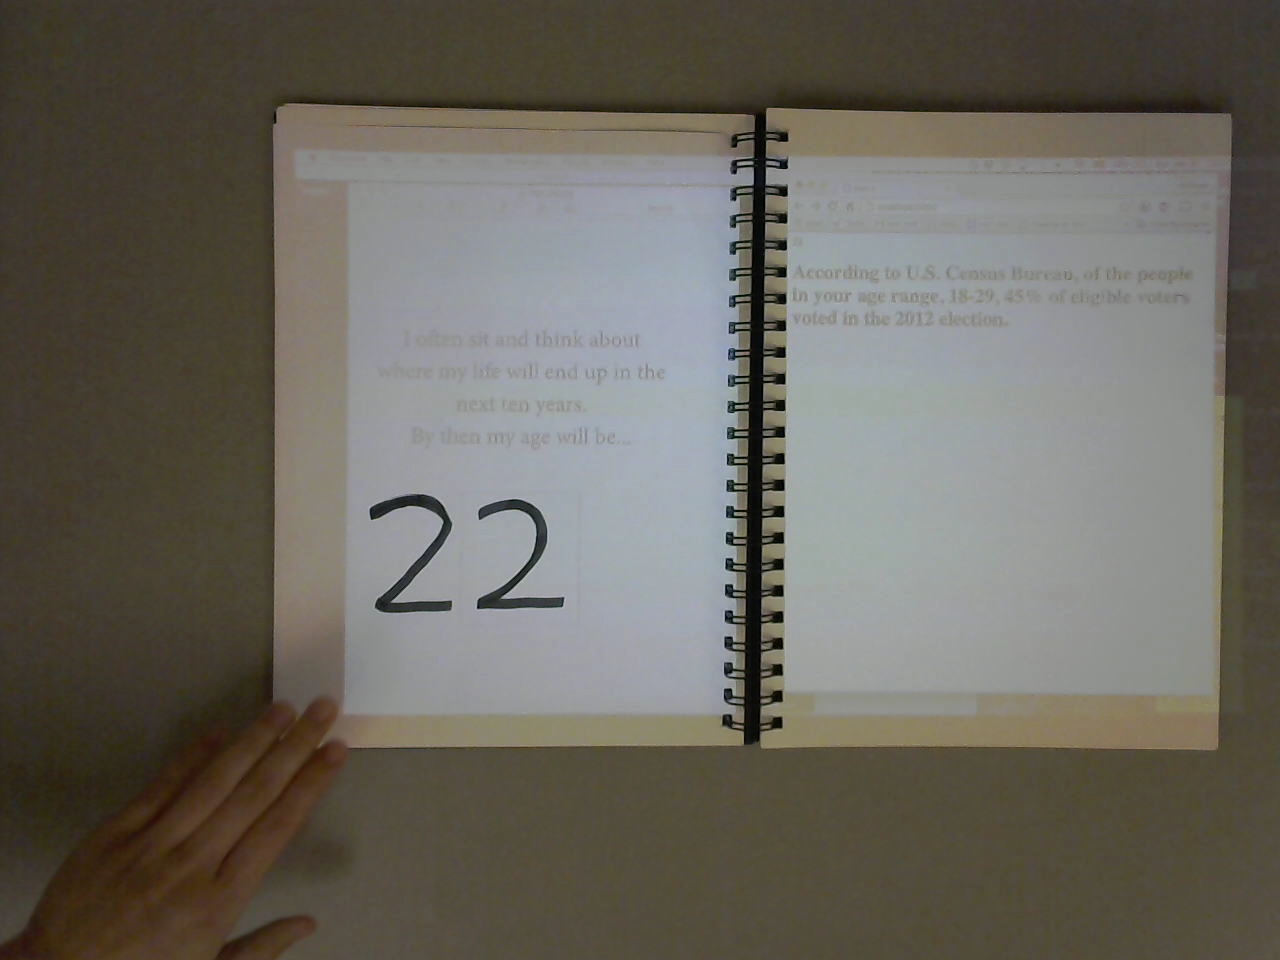 I often sit and think about
where my life will end up in the
next ten years.
By then my age will be...
22
According to U.S. Census Bureau, of the people
in your age range, 18-29, 45% of eligible voters
voted in the 2012 election.